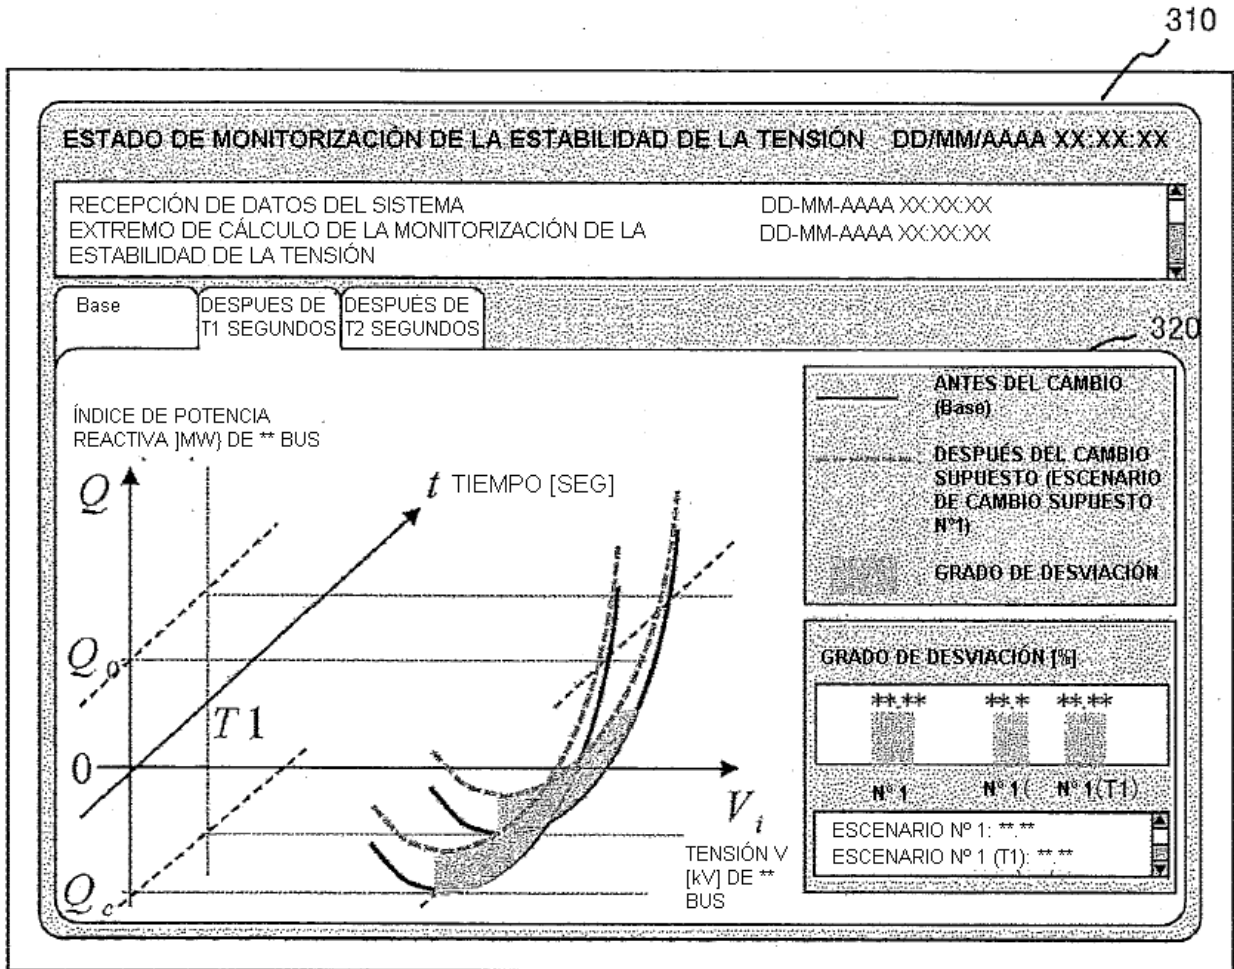 310
ESTADO DE MONITORIZACIÓN DE LA ESTABILIDAD DE LA TENSIÓN DD/MM/AAAA XX:XX:XX
RECEPCIÓN DE DATOS DEL SISTEMA DD-MM-AAAA XX:XX:XX
EXTREMO DE CÁLCULO DE LA MONITORIZACIÓN DE LA DD-MM-AAAA XX:XX:XX
ESTABILIDAD DE LA TENSIÓN
Base
DESPUES DE
T1 SEGUNDOS
DESPUÉS DE
T2 SEGUNDOS
320
ÍNDICE DE POTENCIA
REACTIVA ]MW} DE ** BUS
Q
t TIEMPO [SEG]
Q0
T1
0
Vi
Qc
TENSIÓN V
[kV] DE **
BUS
ANTES DEL CAMBIO
(Base)
DESPUÉS DEL CAMBIO
SUPUESTO (ESCENARIO
DE CAMBIO SUPUESTO
Nº1)
GRADO DE DESVIACIÓN
GRADO DE DESVIACIÓN [%]
**.** **.* **.**
Nº 1 Nº 1( Nº 1(T1)
ESCENARIO Nº 1: **.**
ESCENARIO Nº 1 (T1): **.**